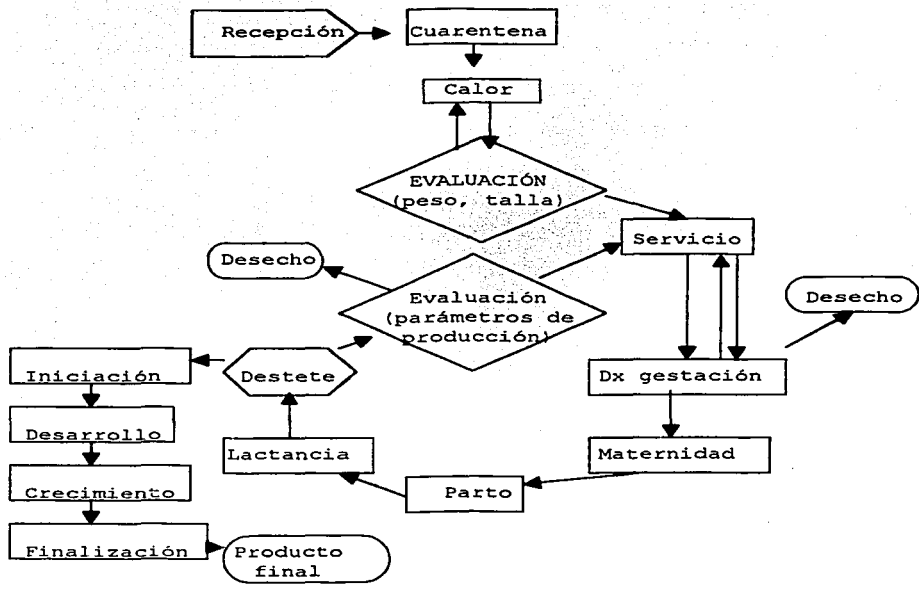 Recepción
Cuarentena
Calor
EVALUACIÓN
(peso, talla)
Servicio
Desecho
Evaluación
(parámetros de
producción)
Desecho
Iniciación
Destete
Dx gestación
Desarrollo
Lactancia
Maternidad
Crecimiento
Parto
Finalización
Producto
final